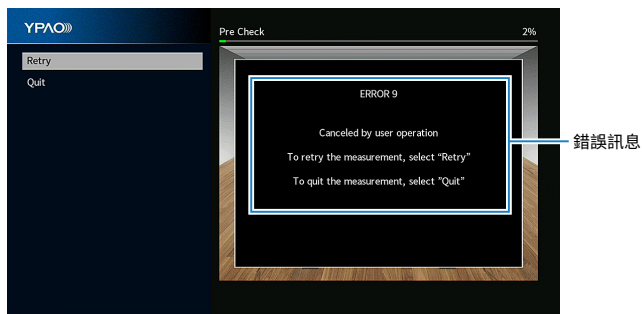 YPAO
Pre Check 2%
Retry
Quit
ERROR 9
Canceled by user operation
To retry the measurement, select “Retry”
To quit the measurement, select ”Quit”
錯誤訊息